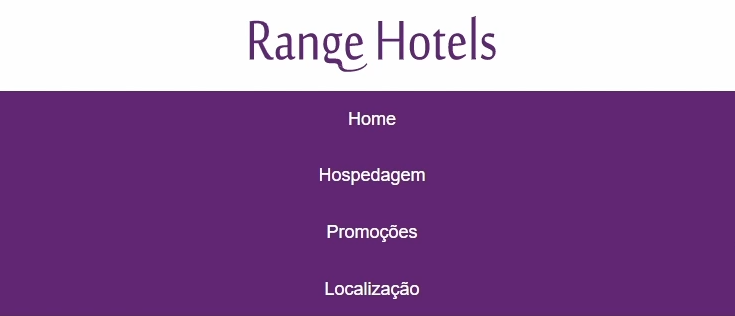 Range Hotels
Home
Hospedagem
Promoções
Localização